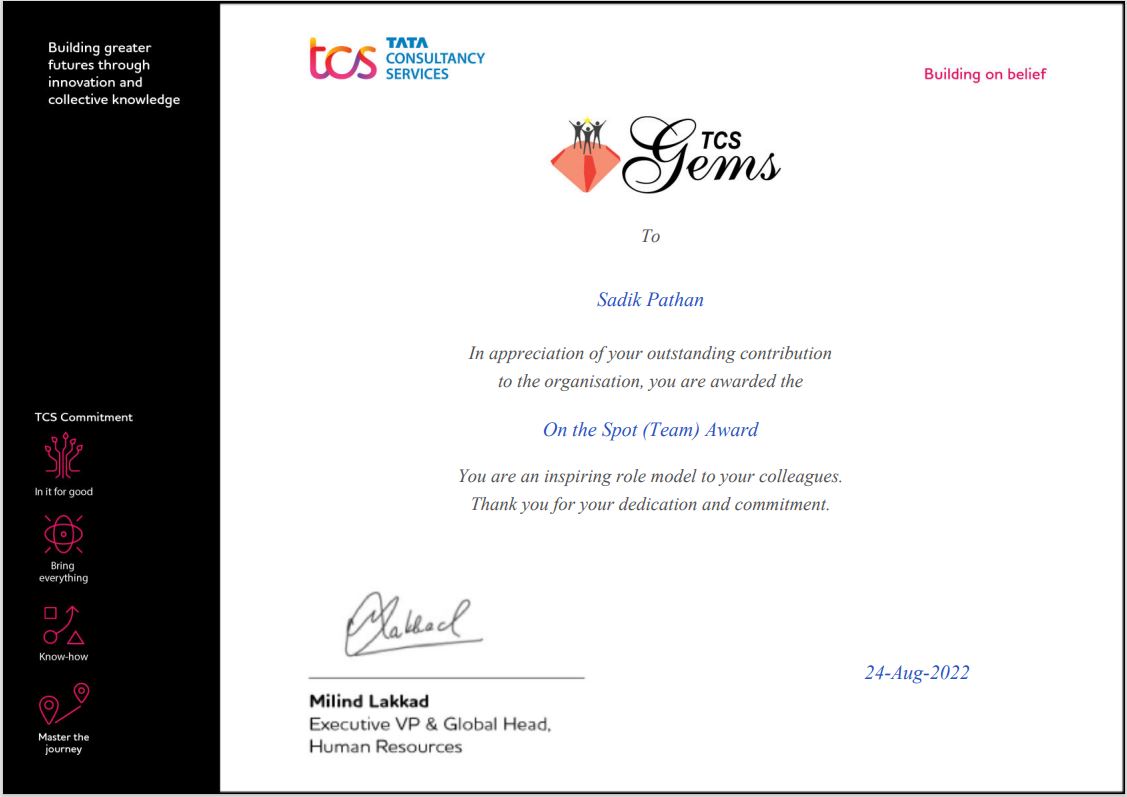 Building greater
futures through
innovation and
collective knowledge
TCS Commitment
In it for good
Bring
everything
Know-how
Master the
journey
tcs TATA
CONSULTANCY
SERVICES
Building on belief
TCS
Gems
To
Sadik Pathan
In appreciation of your outstanding contribution
to the organisation, you are awarded the
On the Spot (Team) Award
You are an inspiring role model to your colleagues.
Thank you for your dedication and commitment.
Lakkad
Milind Lakkad
Executive VP & Global Head,
Human Resources
24-Aug-2022